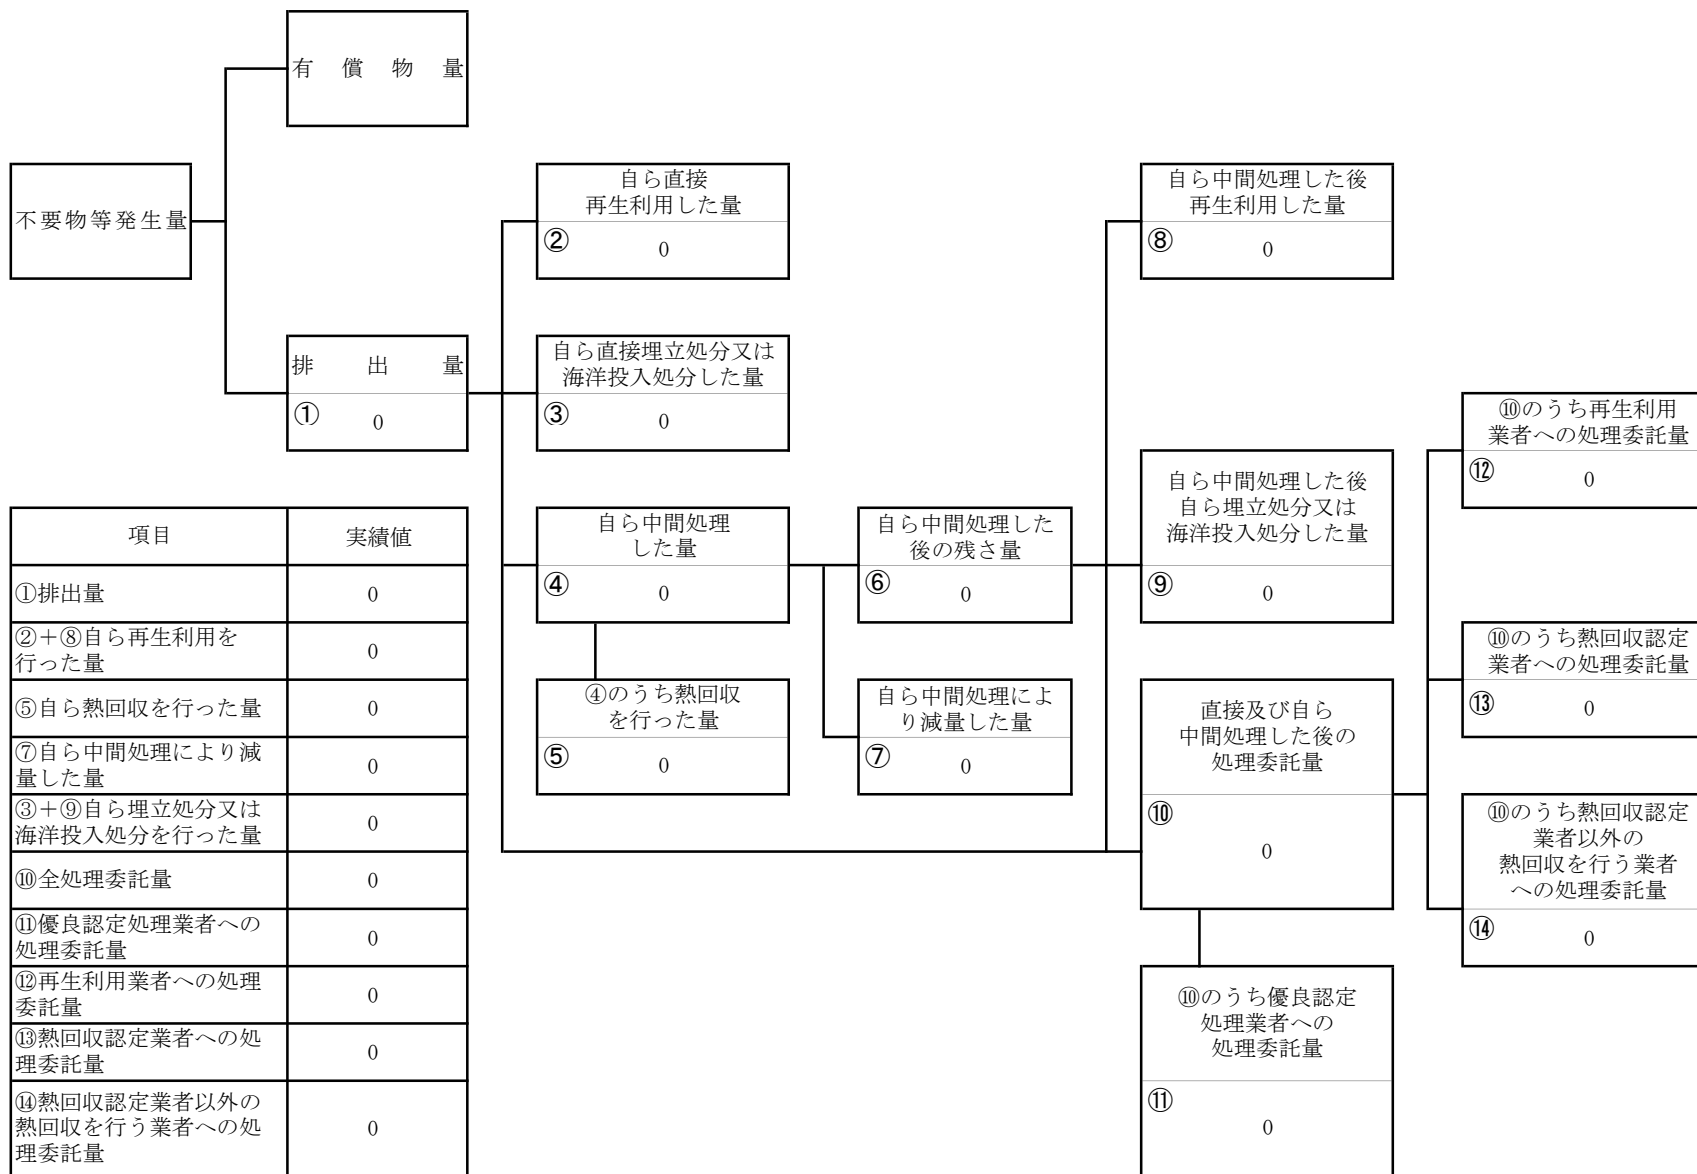 有償物量
不要物等発生量
自ら直接
再生利用した量
②
0
自ら中間処理した後
再生利用した量
⑧
0
排出量
①
0
自ら直接埋立処分又は
海洋投入処分した量
③
0
⑩のうち再生利用
業者への処理委託量
⑫
0
自ら中間処理
した量
④
0
自ら中間処理した
後の残さ量
⑥
0
自ら中間処理した後
自ら埋立処分又は
海洋投入処分した量
⑨
0
④のうち熱回収
を行った量
⑤
0
自ら中間処理によ
り減量した量
⑦
0
直接及び自ら
中間処理した後の
処理委託量
⑩
0
⑩のうち熱回収認定
業者への処理委託量
⑬
0
⑩のうち熱回収認定
業者以外の
熱回収を行う業者
への処理委託量
⑭
0
⑩のうち優良認定
処理業者への
処理委託量
⑪
0
項目 実績値
①排出量 0
②+⑧自ら再生利用を
行った量
0
⑤自ら熱回収を行った量 0
⑦自ら中間処理により減
量した量
0
③+⑨自ら埋立処分又は
海洋投入処分を行った量
0
⑩全処理委託量 0
⑪優良認定処理業者への
処理委託量
0
⑫再生利用業者への処理
委託量
0
⑬熱回収認定業者への処
理委託量
0
⑭熱回収認定業者以外の
熱回収を行う業者への処
理委託量
0